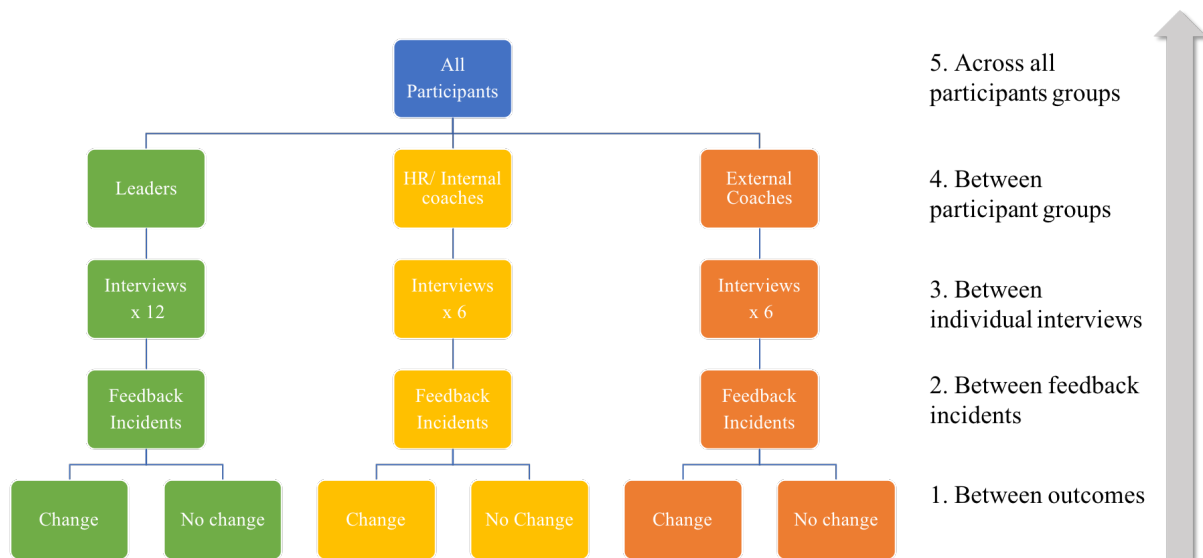 All
Participants
5. Across all
participants groups
Leaders
HR/ Internal
coaches
External
Coaches
4. Between
participant groups
Interviews
x 12
Interviews
x 6
Interviews
x 6
3. Between
individual interviews
Feedback
Incidents
Feedback
Incidents
Feedback
Incidents
2. Between feedback
incidents
Change
No change
Change
No Change
Change
No change
1. Between outcomes